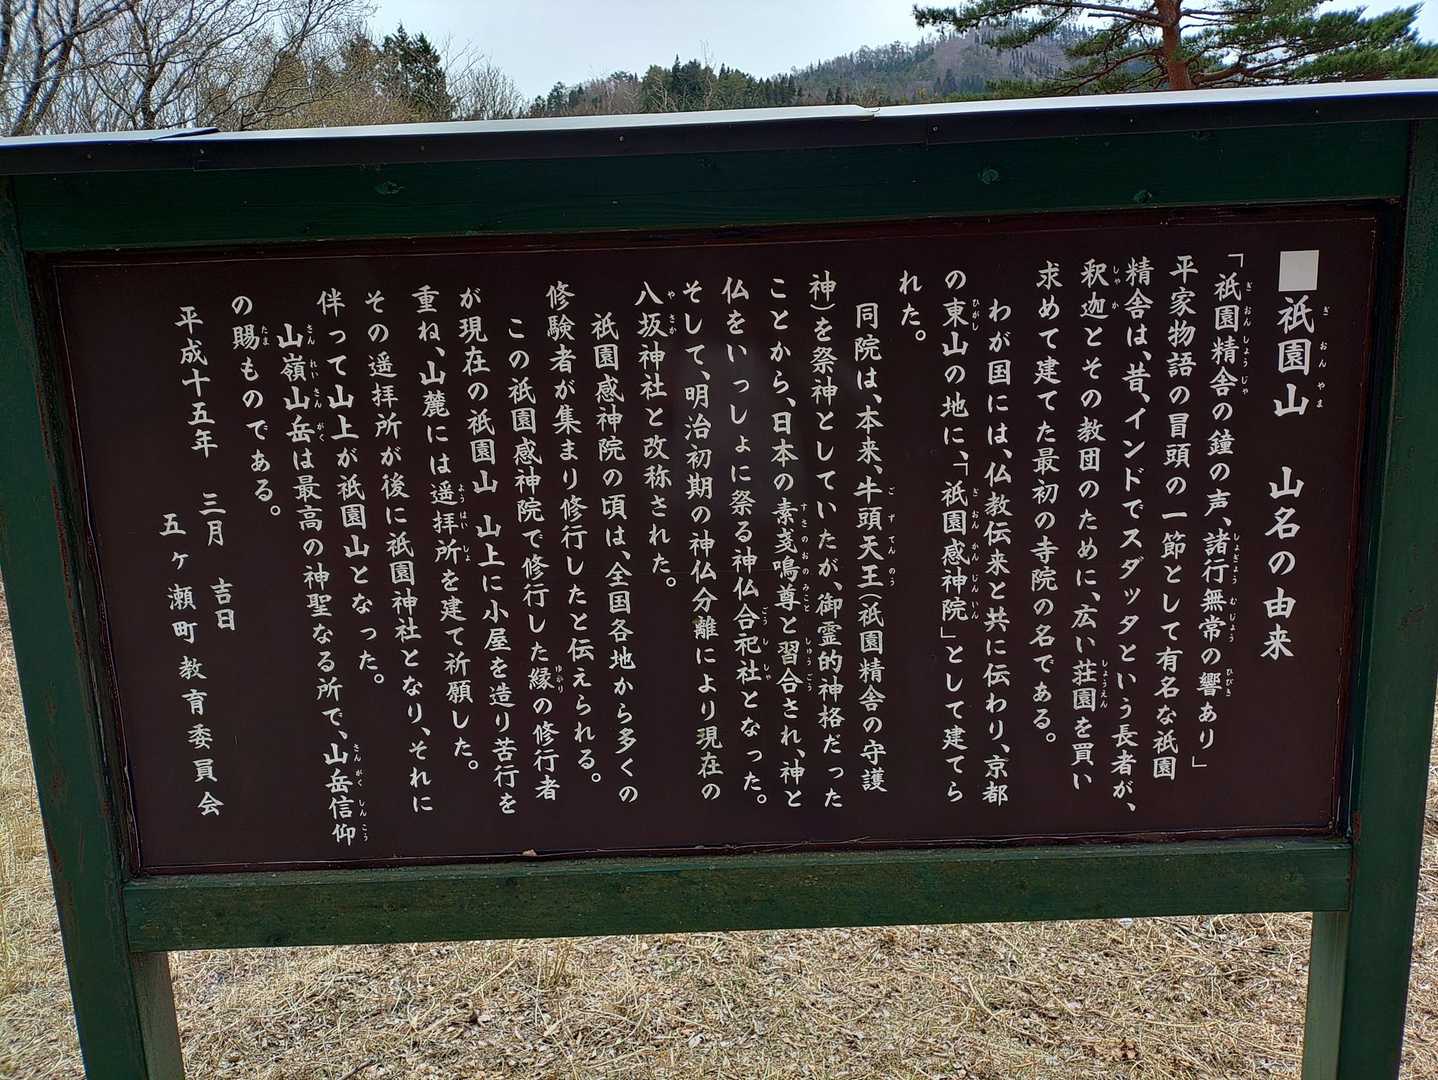 ■祇園山 山名の由来
「祇園精舎の鐘の声、諸行無常の響あり」
平家物語の冒頭の一節として有名な祇園
精舎は、昔、インドでスダッタという長者が、
釈迦とその教団のために、広い荘園を買い
求めて建てた最初の寺院の名である。
わが国には、仏教伝来と共に伝わり、京都
の東山の地に、「祇園感神院」として建てら
れた。
同院は、本来、牛頭天王(祇園精舎の守護
神)を祭神としていたが、御霊的神格だった
ことから、日本の素戔嗚尊と習合され、神と
仏をいっしょに祭る神仏合祀社となった。
そして、明治初期の神仏分離により現在の
八坂神社と改称された。
祇園感神院の頃は、全国各地から多くの
修験者が集まり修行したと伝えられる。
この祇園感神院で修行した縁の修行者
が現在の祇園山 山上に小屋を造り苦行を
重ね、山麓には遥拝所を建て祈願した。
その遥拝所が後に祇園神社となり、それに
伴って山上が祇園山となった。
山嶺山岳は最高の神聖なる所で、山岳信仰
の賜ものである。
平成十五年 三月 吉日
五ヶ瀬町教育委員会